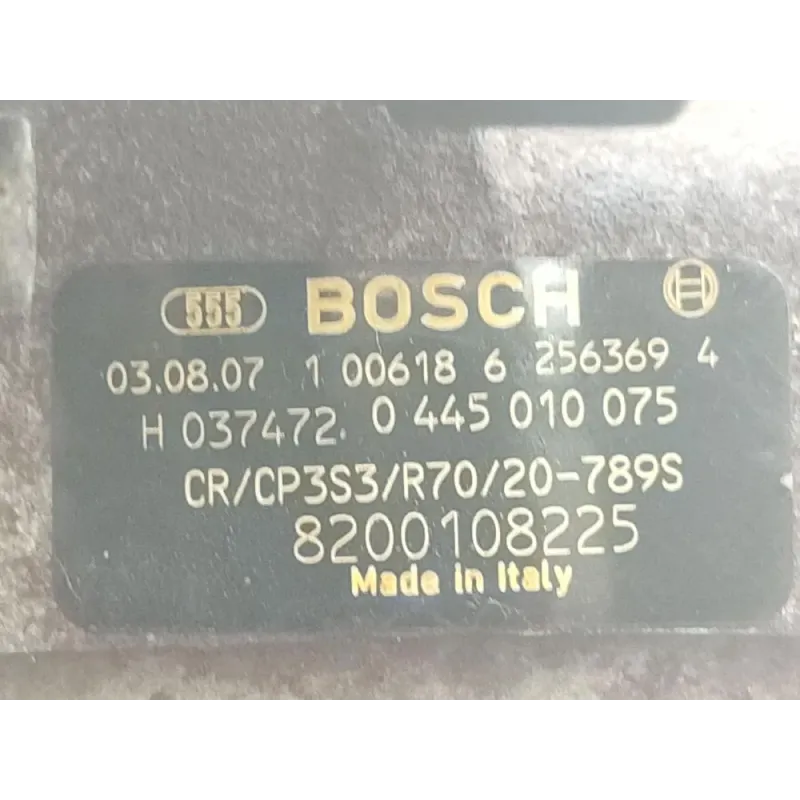 555 BOSCH
03.08.07 1 00618 6 256369 4
H 037472. 0 445 010 075
CR/CP3S3/R70/20-789S
8200108225
Made in Italy